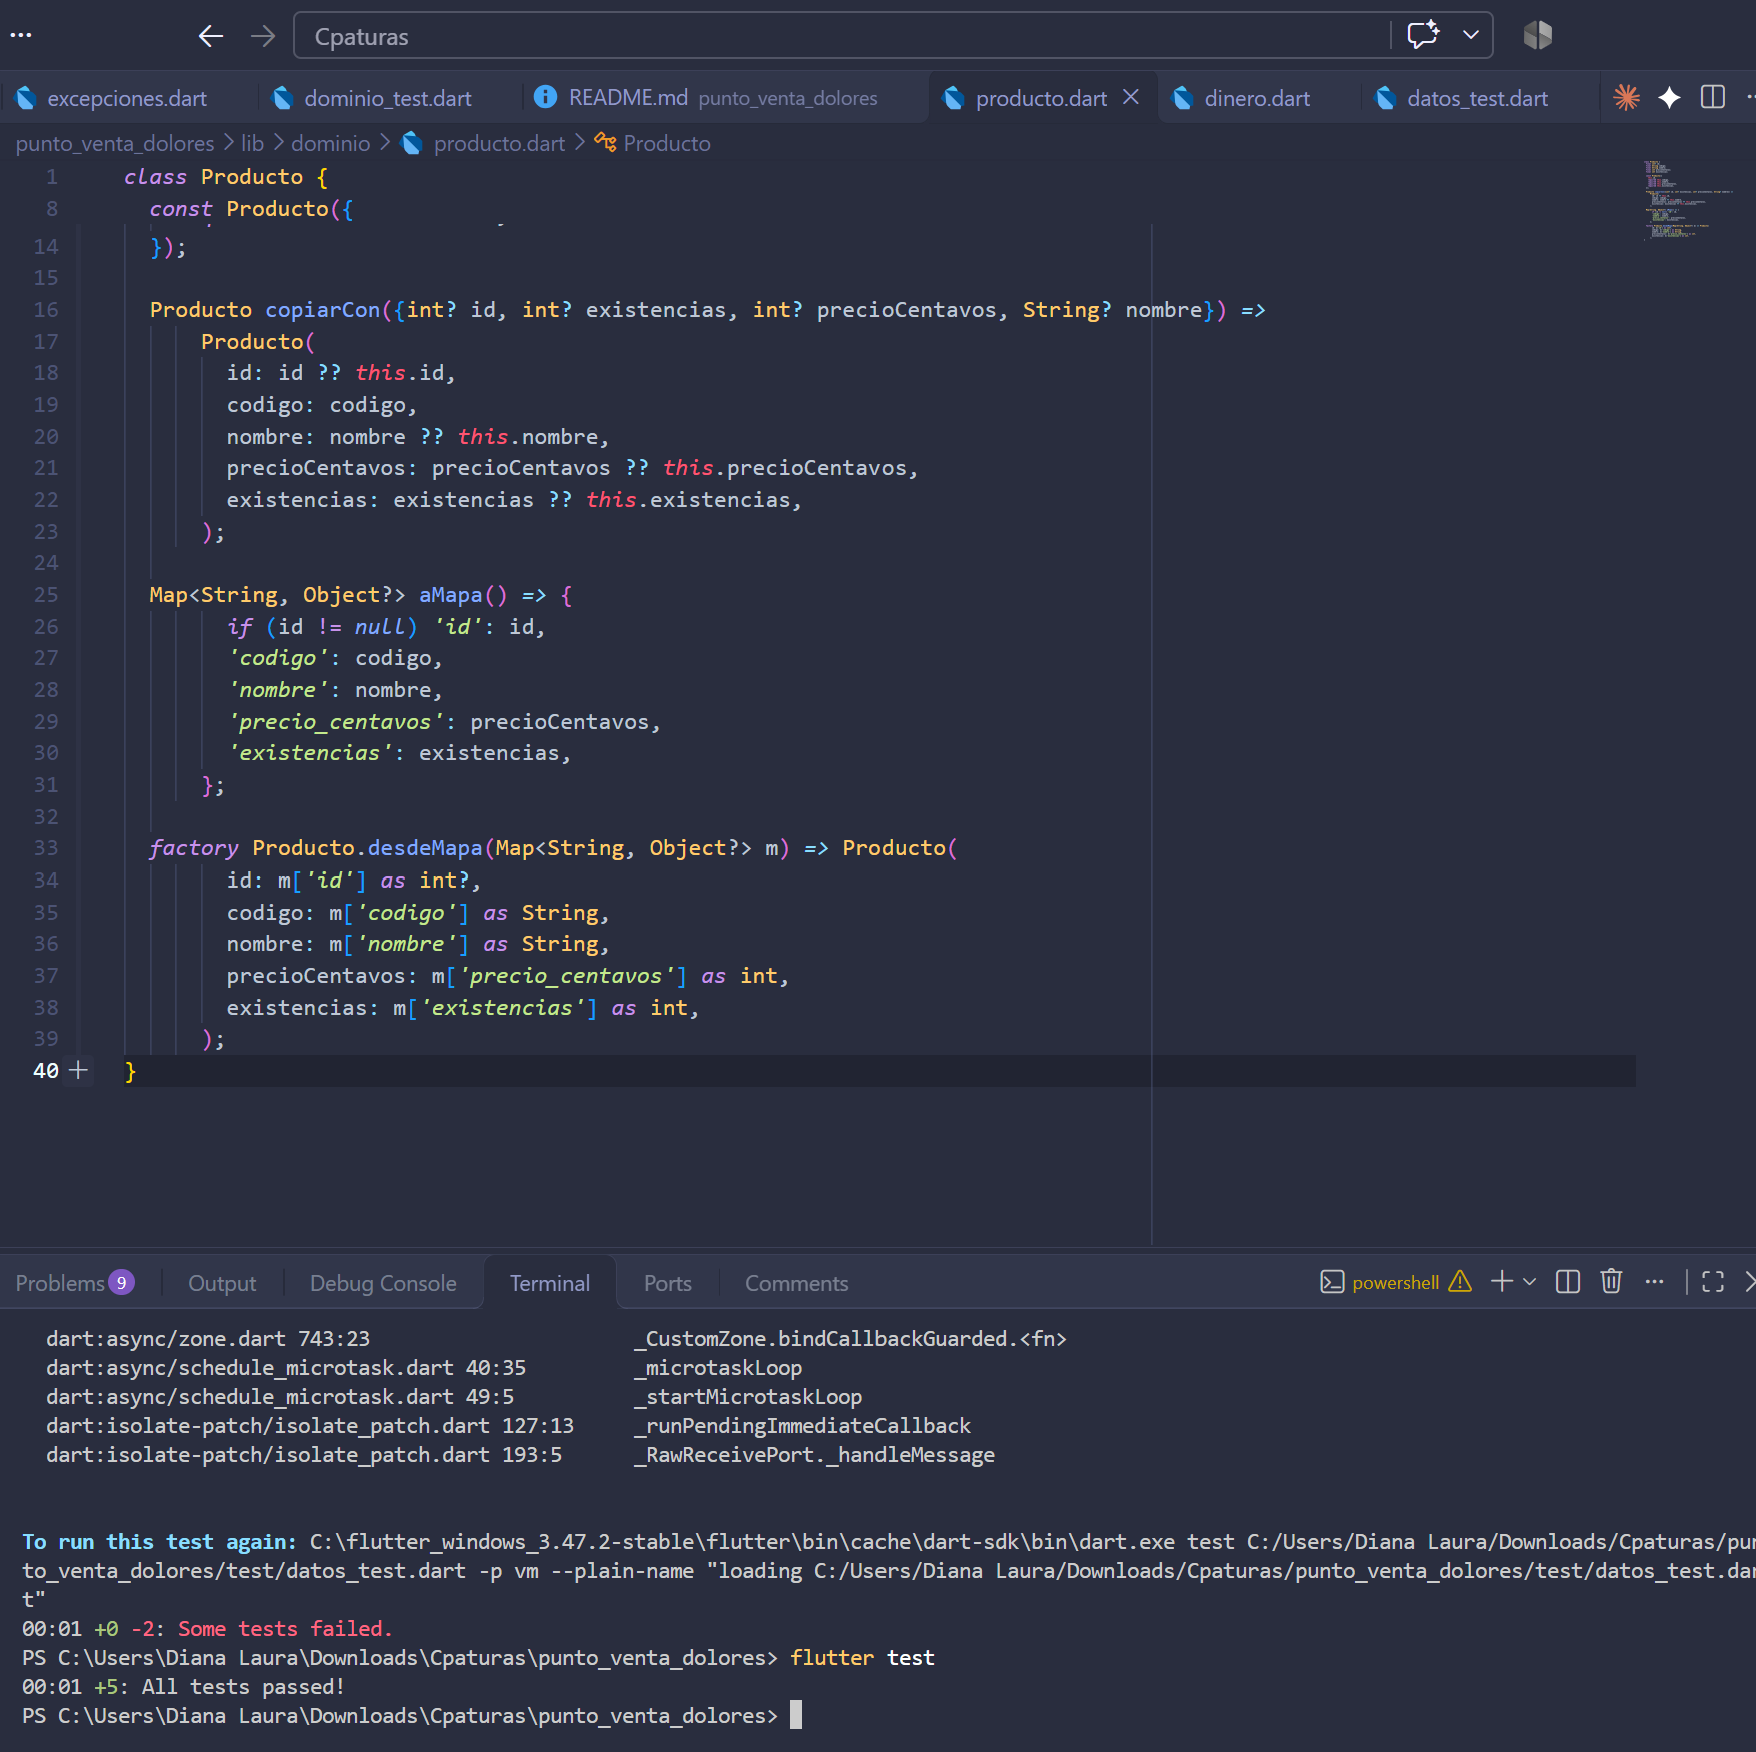 Cpaturas
excepciones.dart
dominio_test.dart
README.md punto_venta_dolores
producto.dart
dinero.dart
datos_test.dart
punto_venta_dolores > lib > dominio > producto.dart > Producto
1 class Producto {
8 const Producto({
14 });
15
16 Producto copiarCon({int? id, int? existencias, int? precioCentavos, String? nombre}) =>
17 Producto(
18 id: id ?? this.id,
19 codigo: codigo,
20 nombre: nombre ?? this.nombre,
21 precioCentavos: precioCentavos ?? this.precioCentavos,
22 existencias: existencias ?? this.existencias,
23 );
24
25 Map<String, Object?> aMapa() => {
26 if (id != null) 'id': id,
27 'codigo': codigo,
28 'nombre': nombre,
29 'precio_centavos': precioCentavos,
30 'existencias': existencias,
31 };
32
33 factory Producto.desdeMapa(Map<String, Object?> m) => Producto(
34 id: m['id'] as int?,
35 codigo: m['codigo'] as String,
36 nombre: m['nombre'] as String,
37 precioCentavos: m['precio_centavos'] as int,
38 existencias: m['existencias'] as int,
39 );
40 }
Problems 9 Output Debug Console Terminal Ports Comments powershell
dart:async/zone.dart 743:23 _CustomZone.bindCallbackGuarded.<fn>
dart:async/schedule_microtask.dart 40:35 _microtaskLoop
dart:async/schedule_microtask.dart 49:5 _startMicrotaskLoop
dart:isolate-patch/isolate_patch.dart 127:13 _runPendingImmediateCallback
dart:isolate-patch/isolate_patch.dart 193:5 _RawReceivePort._handleMessage
To run this test again: C:\flutter_windows_3.47.2-stable\flutter\bin\cache\dart-sdk\bin\dart.exe test C:/Users/Diana Laura/Downloads/Cpaturas/pun
to_venta_dolores/test/datos_test.dart -p vm --plain-name "loading C:/Users/Diana Laura/Downloads/Cpaturas/punto_venta_dolores/test/datos_test.dar
t"
00:01 +0 -2: Some tests failed.
PS C:\Users\Diana Laura\Downloads\Cpaturas\punto_venta_dolores> flutter test
00:01 +5: All tests passed!
PS C:\Users\Diana Laura\Downloads\Cpaturas\punto_venta_dolores>